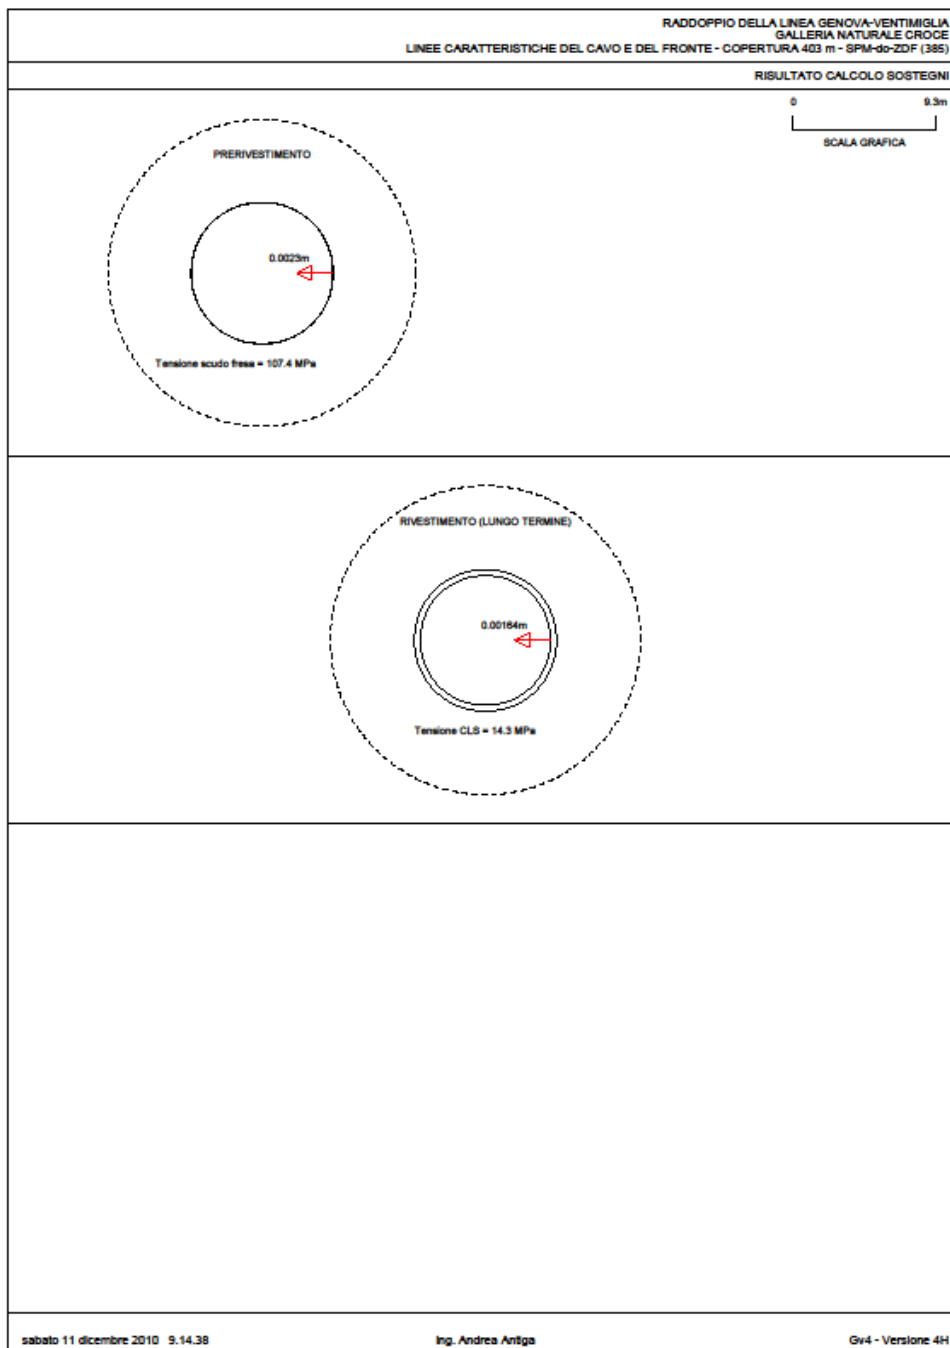 RADDOPPIO DELLA LINEA GENOVA-VENTIMIGLIA
GALLERIA NATURALE CROCE
LINEE CARATTERISTICHE DEL CAVO E DEL FRONTE - COPERTURA 403 m - SPM-do-ZDF (385)
RISULTATO CALCOLO SOSTEGNI
0 9.3m
SCALA GRAFICA
PRERIVESTIMENTO
0.0023m
Tensione scudo fresa = 107.4 MPa
RIVESTIMENTO (LUNGO TERMINE)
0.00164m
Tensione CLS = 14.3 MPa
sabato 11 dicembre 2010 9.14.38 Ing. Andrea Antiga Gv4 - Versione 4H